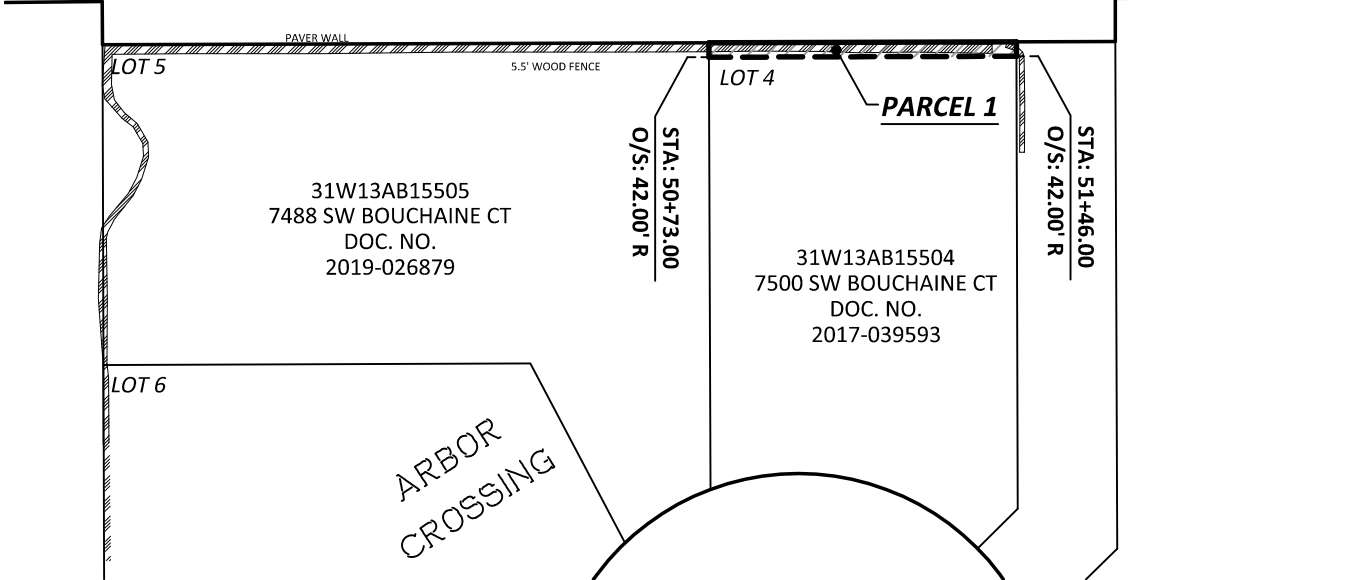 PAVER WALL
LOT 5
5.5' WOOD FENCE
LOT 4
PARCEL 1
STA: 50+73.00
O/S: 42.00' R
STA: 51+46.00
O/S: 42.00' R
31W13AB15505
7488 SW BOUCHAINE CT
DOC. NO.
2019-026879
31W13AB15504
7500 SW BOUCHAINE CT
DOC. NO.
2017-039593
LOT 6
ARBOR
CROSSING